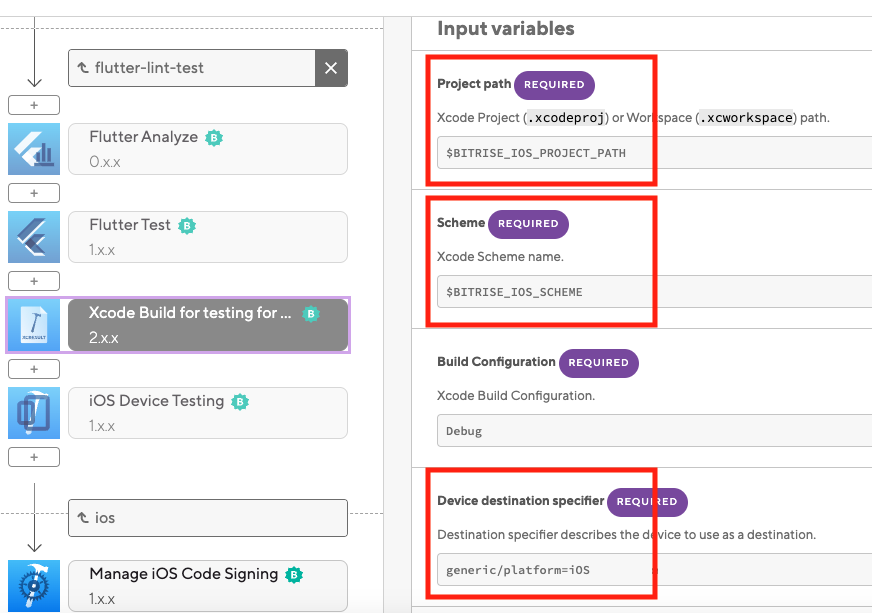 Input variables
flutter-lint-test
Project path REQUIRED
Xcode Project (.xcodeproj) or Workspace (.xcworkspace) path.
$BITRISE_IOS_PROJECT_PATH
Flutter Analyze B
0.x.x
Flutter Test B
1.x.x
Scheme REQUIRED
Xcode Scheme name.
$BITRISE_IOS_SCHEME
XCRESULT
Xcode Build for testing for ... B
2.x.x
Build Configuration REQUIRED
Xcode Build Configuration.
Debug
iOS Device Testing B
1.x.x
Device destination specifier REQUIRED
Destination specifier describes the device to use as a destination.
generic/platform=iOS
ios
Manage iOS Code Signing B
1.x.x